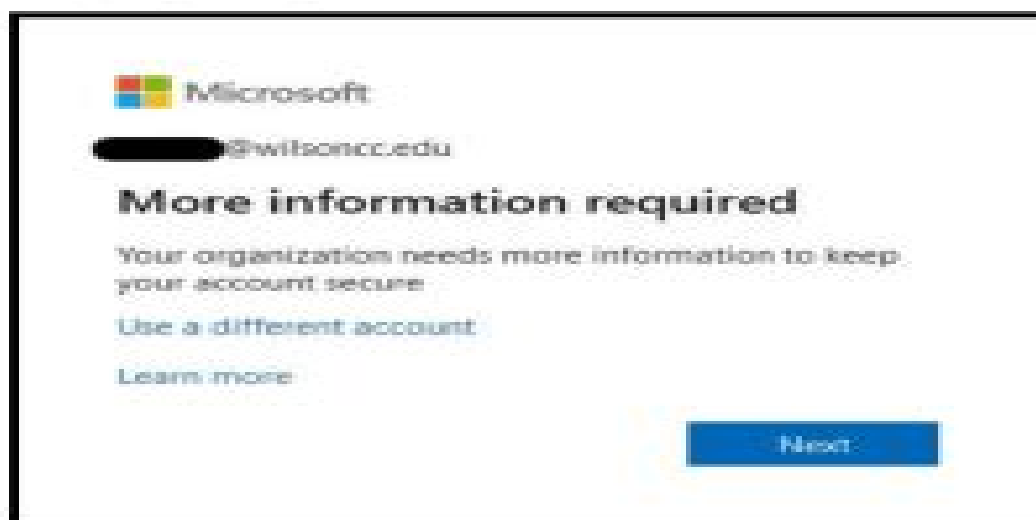 Microsoft
@wilsoncc.edu
More information required
Your organization needs more information to keep
your account secure
Use a different account
Learn more
Next